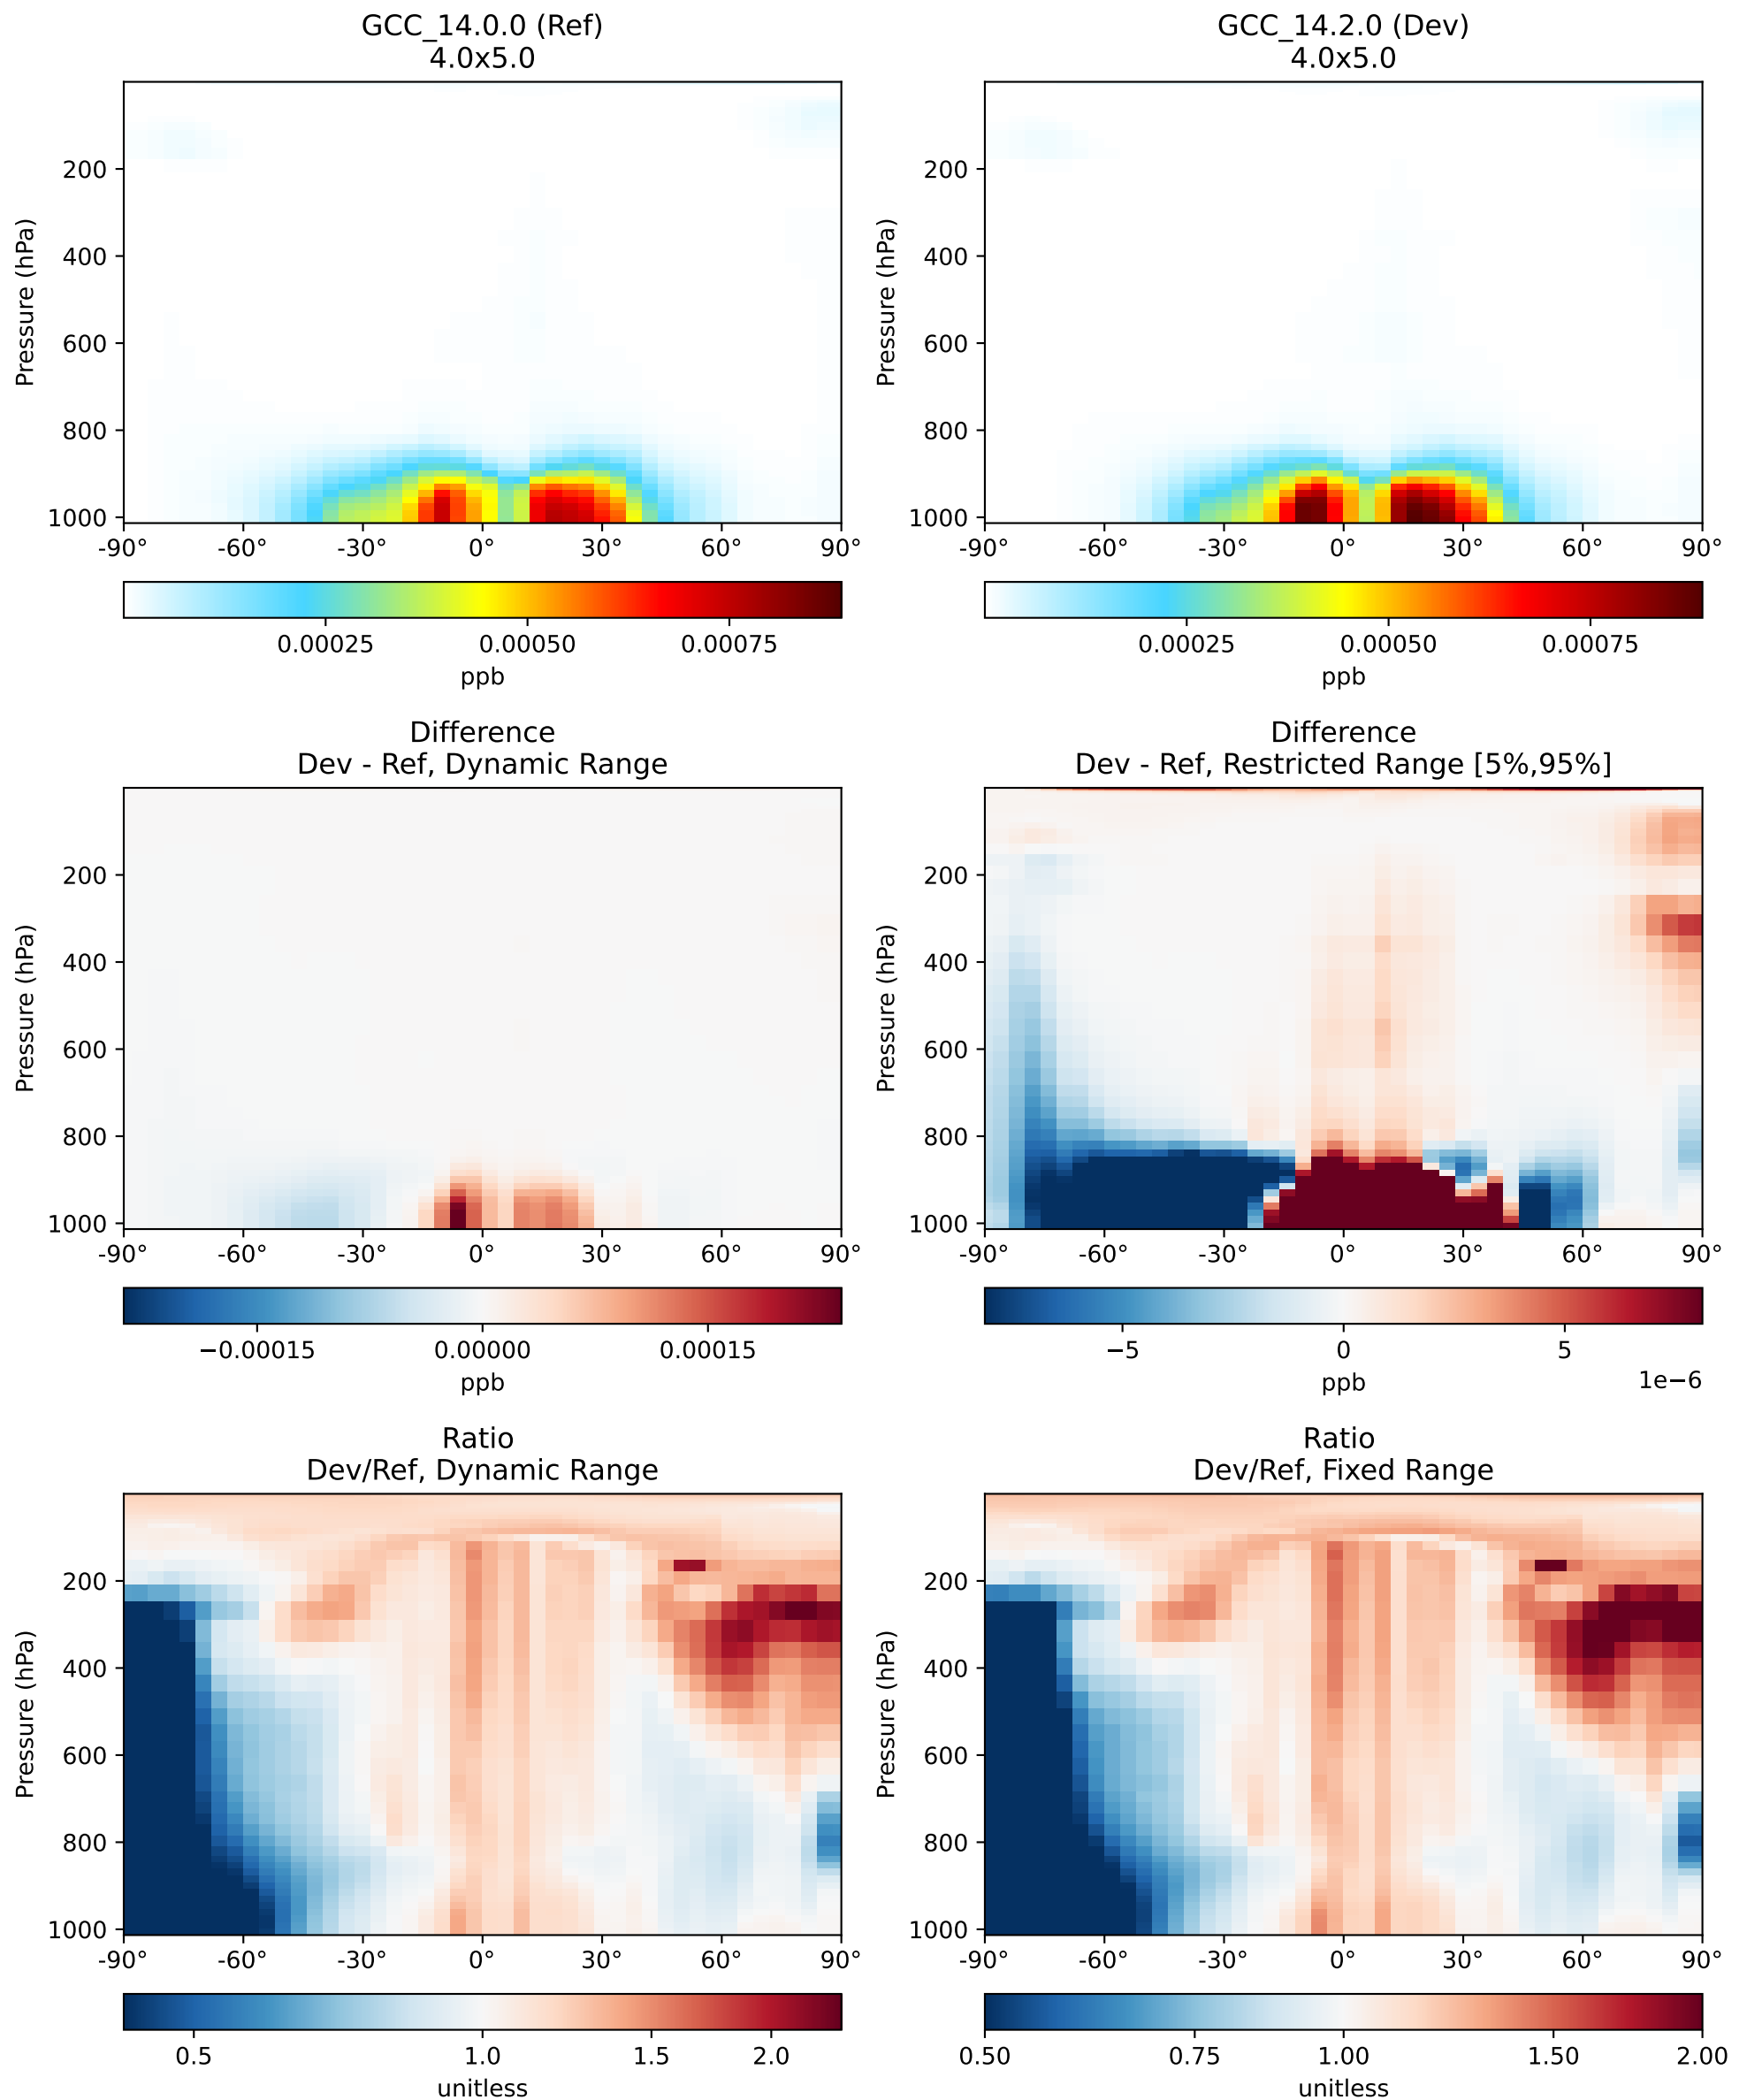 GCC_14.0.0 (Ref)
4.0x5.0
GCC_14.2.0 (Dev)
4.0x5.0
Pressure (hPa)
200
400
600
800
1000
-90° -60° -30° 0° 30° 60° 90°
0.00025 0.00050 0.00075
ppb
Pressure (hPa)
200
400
600
800
1000
-90° -60° -30° 0° 30° 60° 90°
0.00025 0.00050 0.00075
ppb
Difference
Dev - Ref, Dynamic Range
Pressure (hPa)
200
400
600
800
1000
-90° -60° -30° 0° 30° 60° 90°
−0.00015 0.00000 0.00015
ppb
Difference
Dev - Ref, Restricted Range [5%,95%]
Pressure (hPa)
200
400
600
800
1000
-90° -60° -30° 0° 30° 60° 90°
−5 0 5
ppb
1e−6
Ratio
Dev/Ref, Dynamic Range
Pressure (hPa)
200
400
600
800
1000
-90° -60° -30° 0° 30° 60° 90°
0.5 1.0 1.5 2.0
unitless
Ratio
Dev/Ref, Fixed Range
Pressure (hPa)
200
400
600
800
1000
-90° -60° -30° 0° 30° 60° 90°
0.50 0.75 1.00 1.50 2.00
unitless